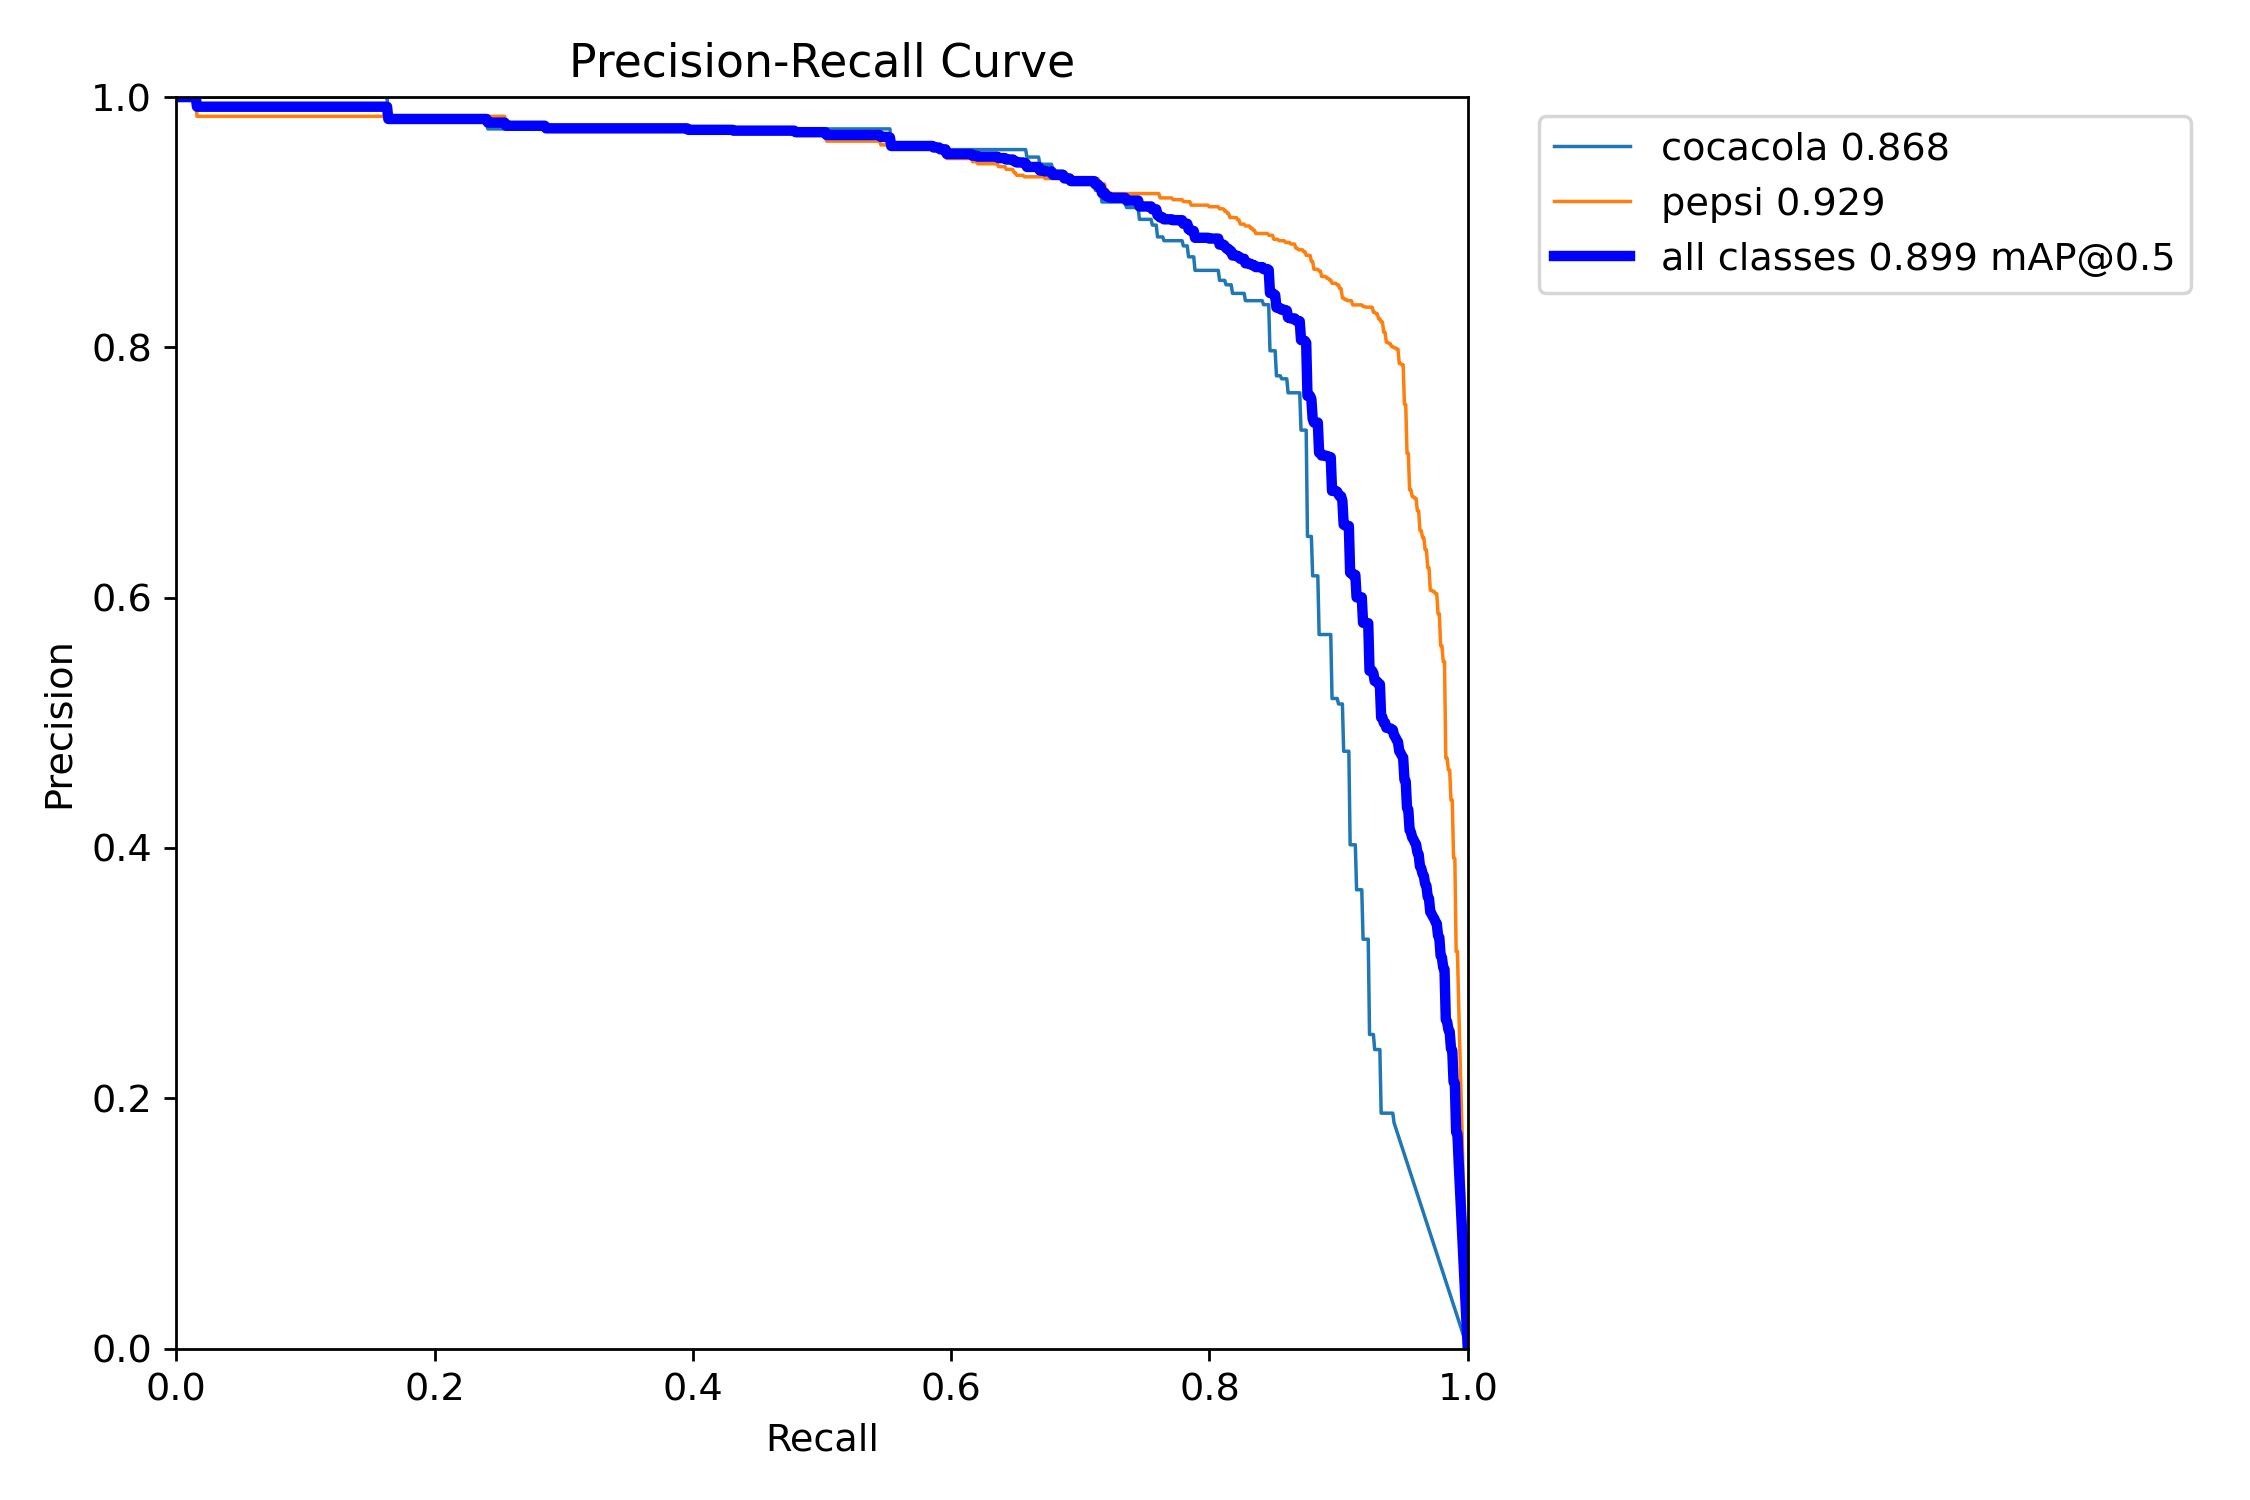 Precision-Recall Curve
1.0
0.8
0.6
0.4
0.2
0.0
Precision
0.0 0.2 0.4 0.6 0.8 1.0
Recall
cocacola 0.868
pepsi 0.929
all classes 0.899 mAP@0.5